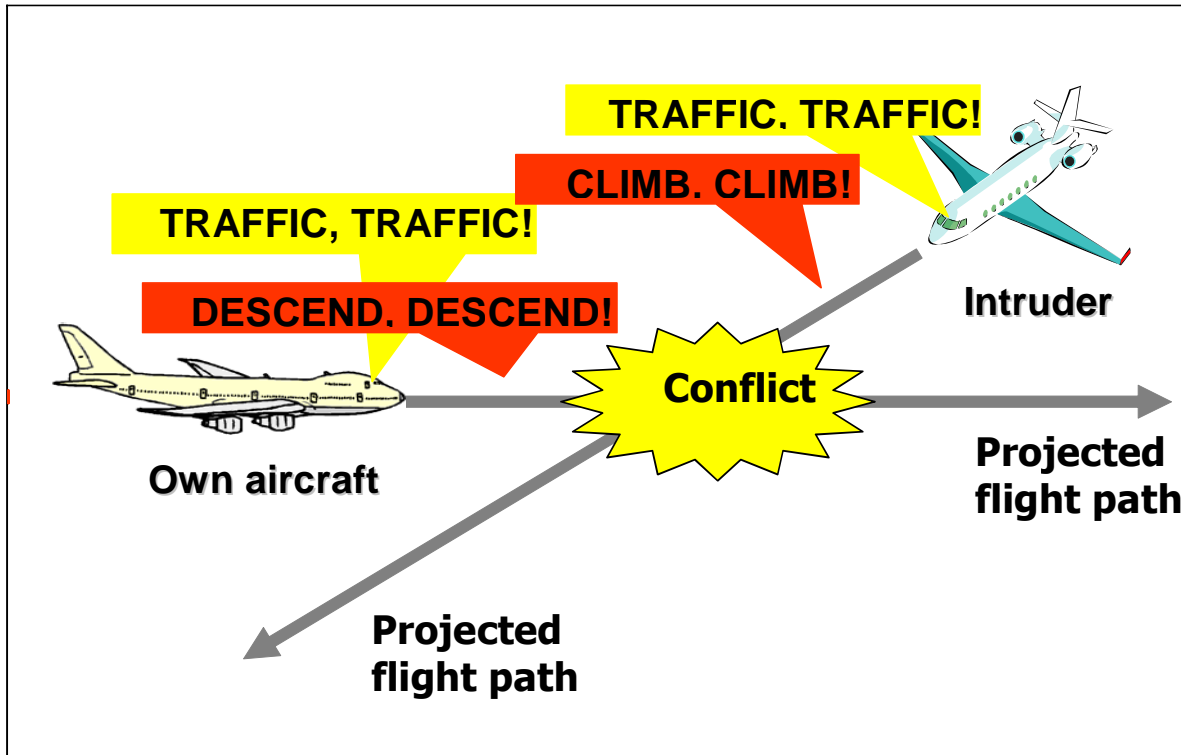 TRAFFIC. TRAFFIC!
CLIMB. CLIMB!
TRAFFIC, TRAFFIC!
DESCEND. DESCEND!
Intruder
Conflict
Own aircraft
Projected
flight path
Projected
flight path